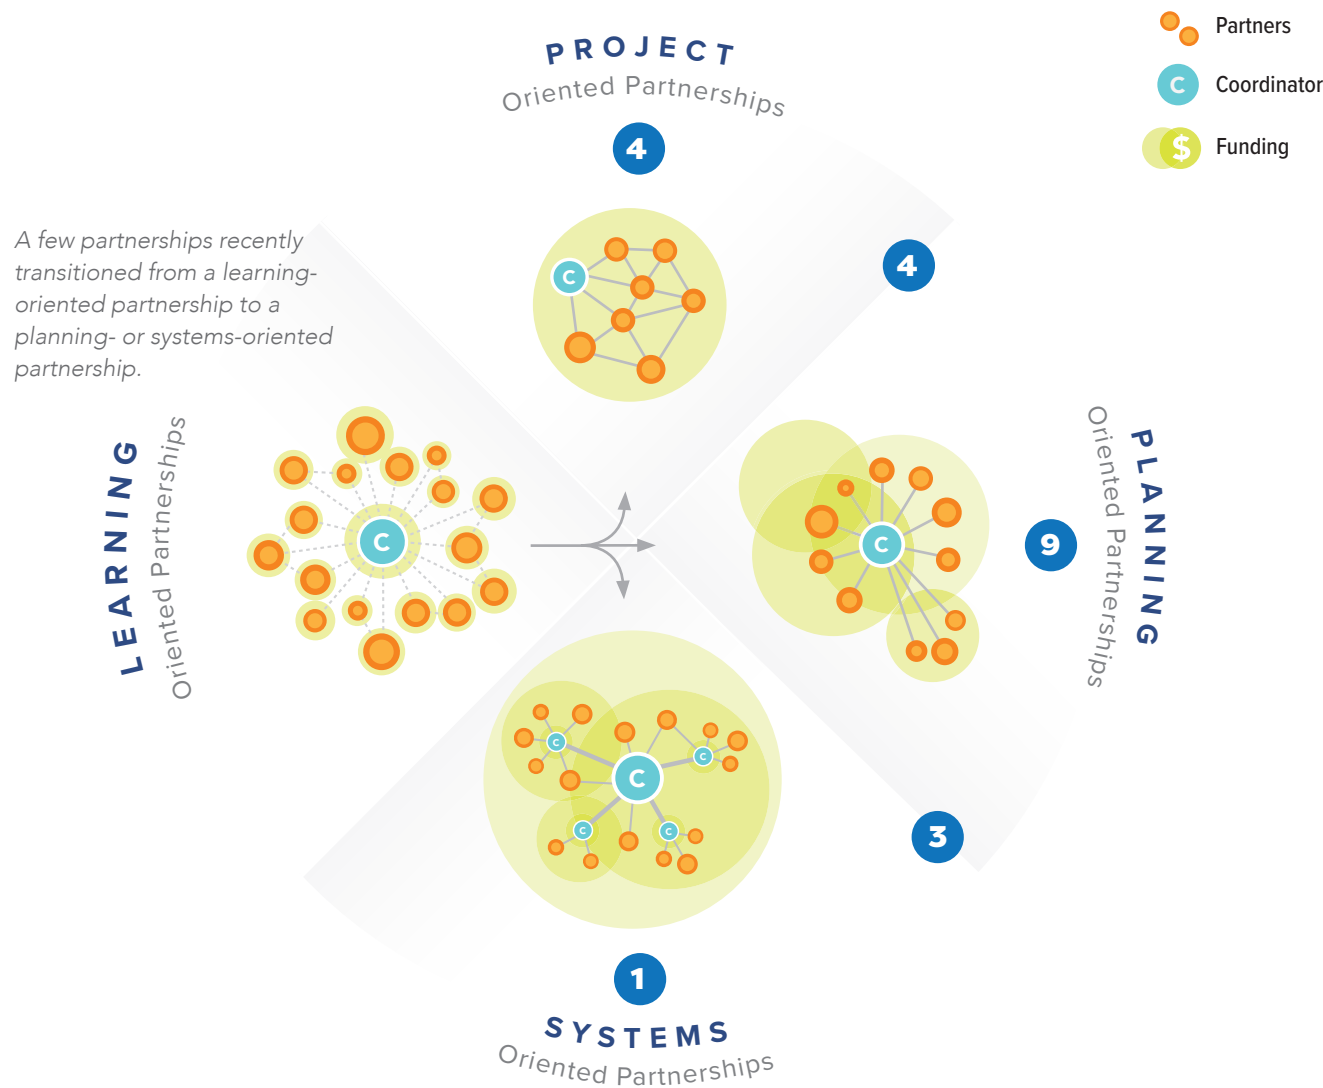 PROJECT
Oriented Partnerships
4
Partners
C
Coordinator
$
Funding
4
A few partnerships recently
transitioned from a learning-
oriented partnership to a
planning- or systems-oriented
partnership.
C
LEARNING
Oriented Partnerships
C
C
9
PLANNING
Oriented Partnerships
C
C
C
C
C
3
1
SYSTEMS
Oriented Partnerships